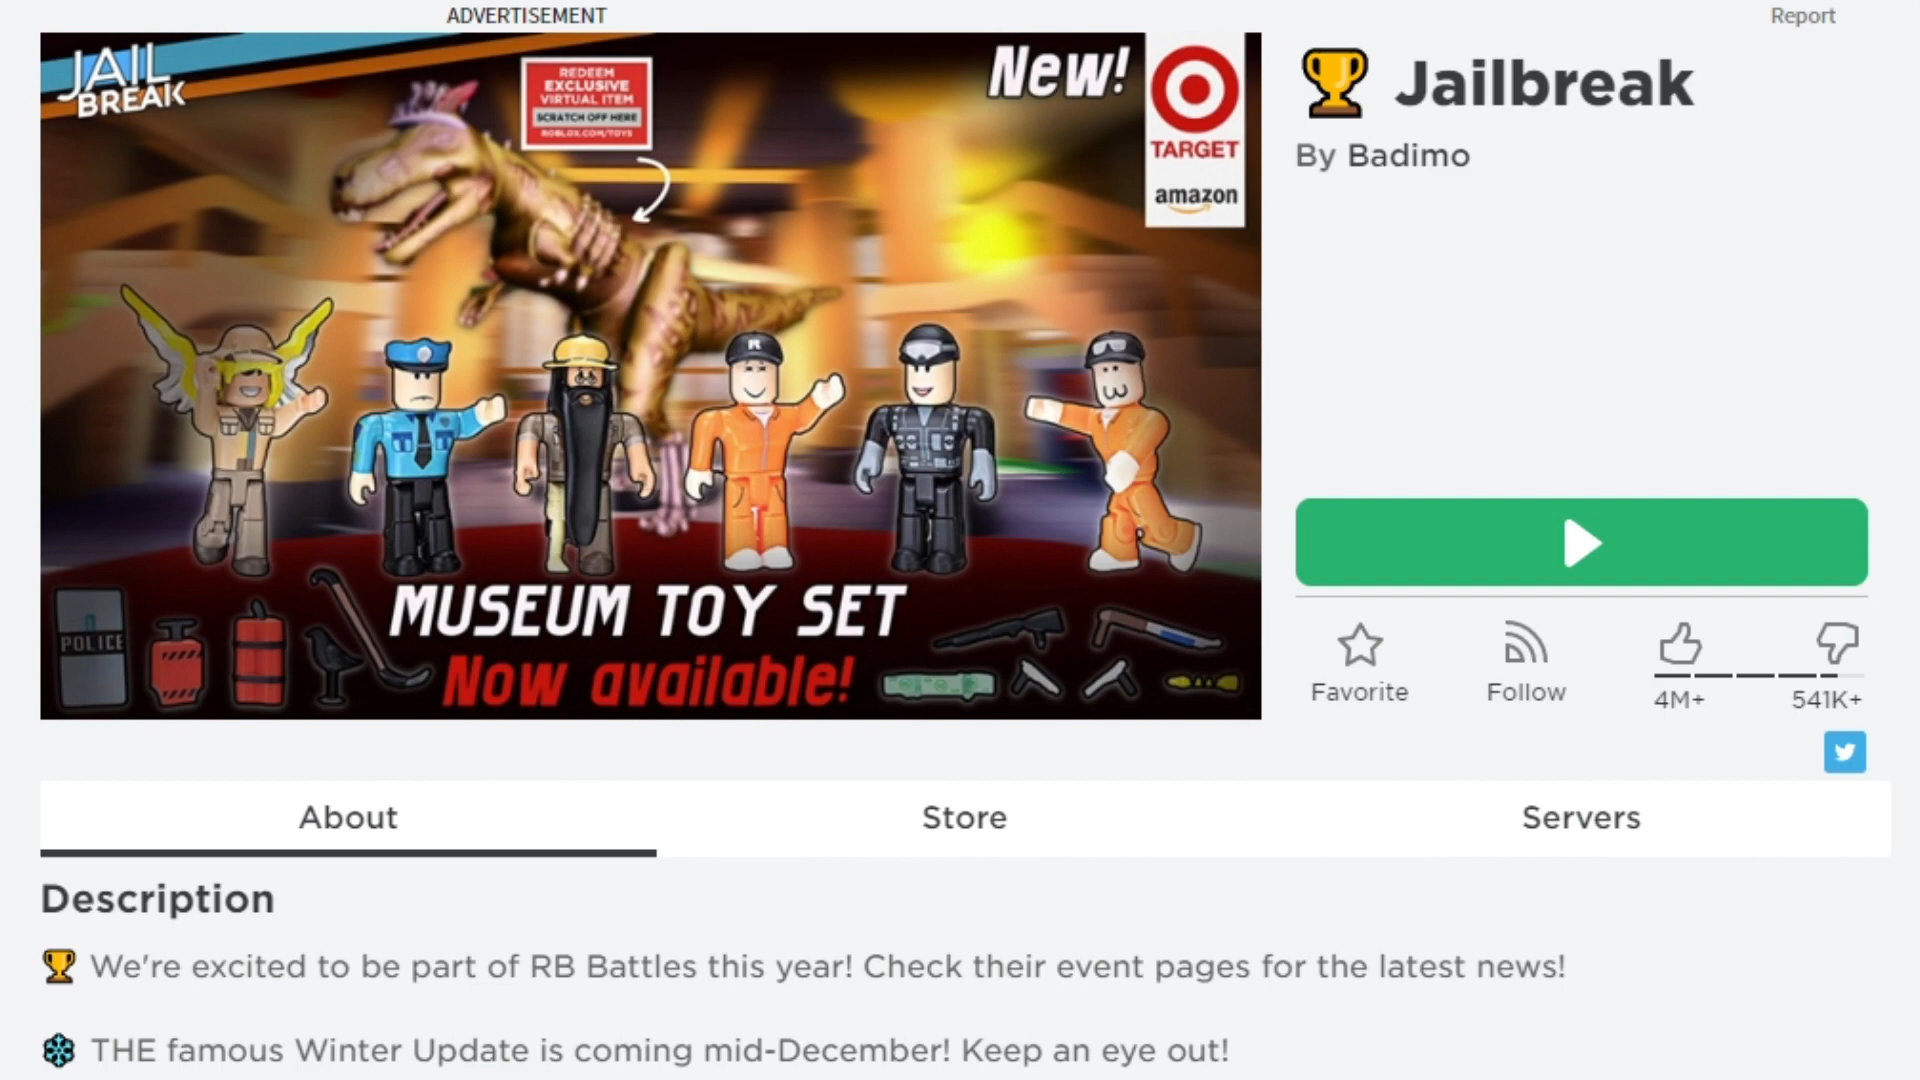 ADVERTISEMENT
Report
JAIL
BREAK
REDEEM
EXCLUSIVE
VIRTUAL ITEM
SCRATCH OFF HERE
ROBLOX.COM/TOYS
New!
TARGET
amazon
Jailbreak
By Badimo
R
POLICE
MUSEUM TOY SET
Now available!
Favorite
Follow
4M+
541K+
About
Store
Servers
Description
We're excited to be part of RB Battles this year! Check their event pages for the latest news!
THE famous Winter Update is coming mid-December! Keep an eye out!